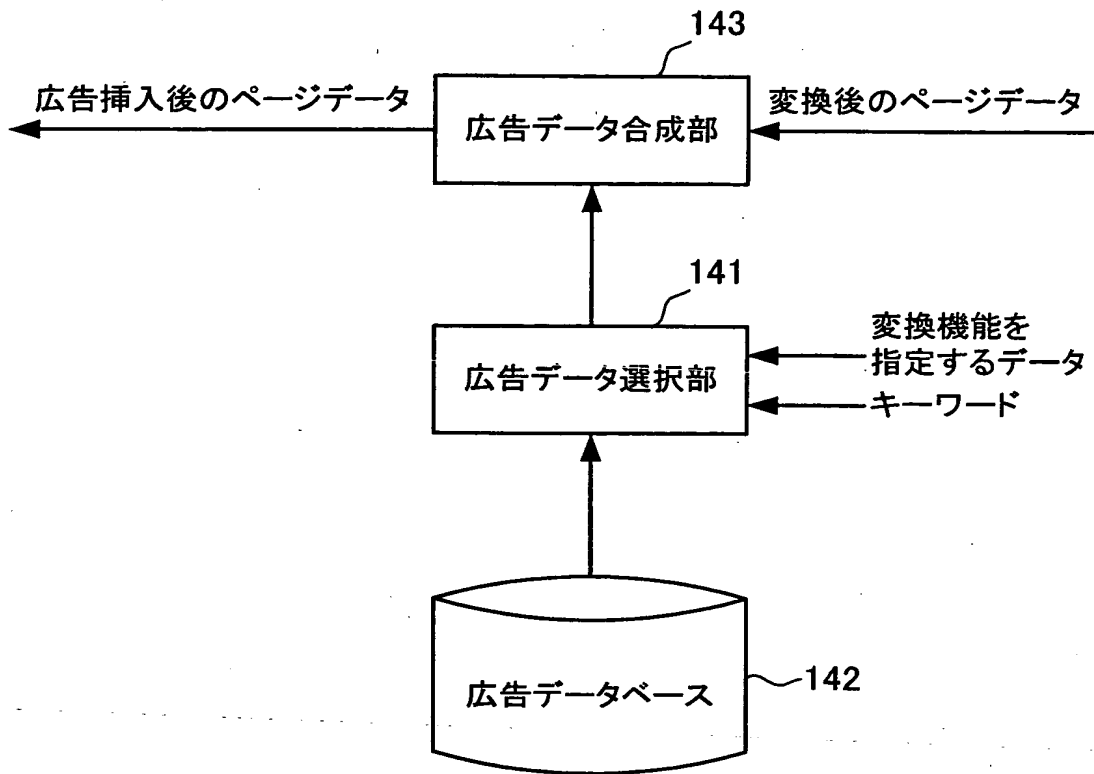 143
広告挿入後のページデータ
広告データ合成部
変換後のページデータ
141
広告データ選択部
変換機能を
指定するデータ
キーワード
広告データベース
142